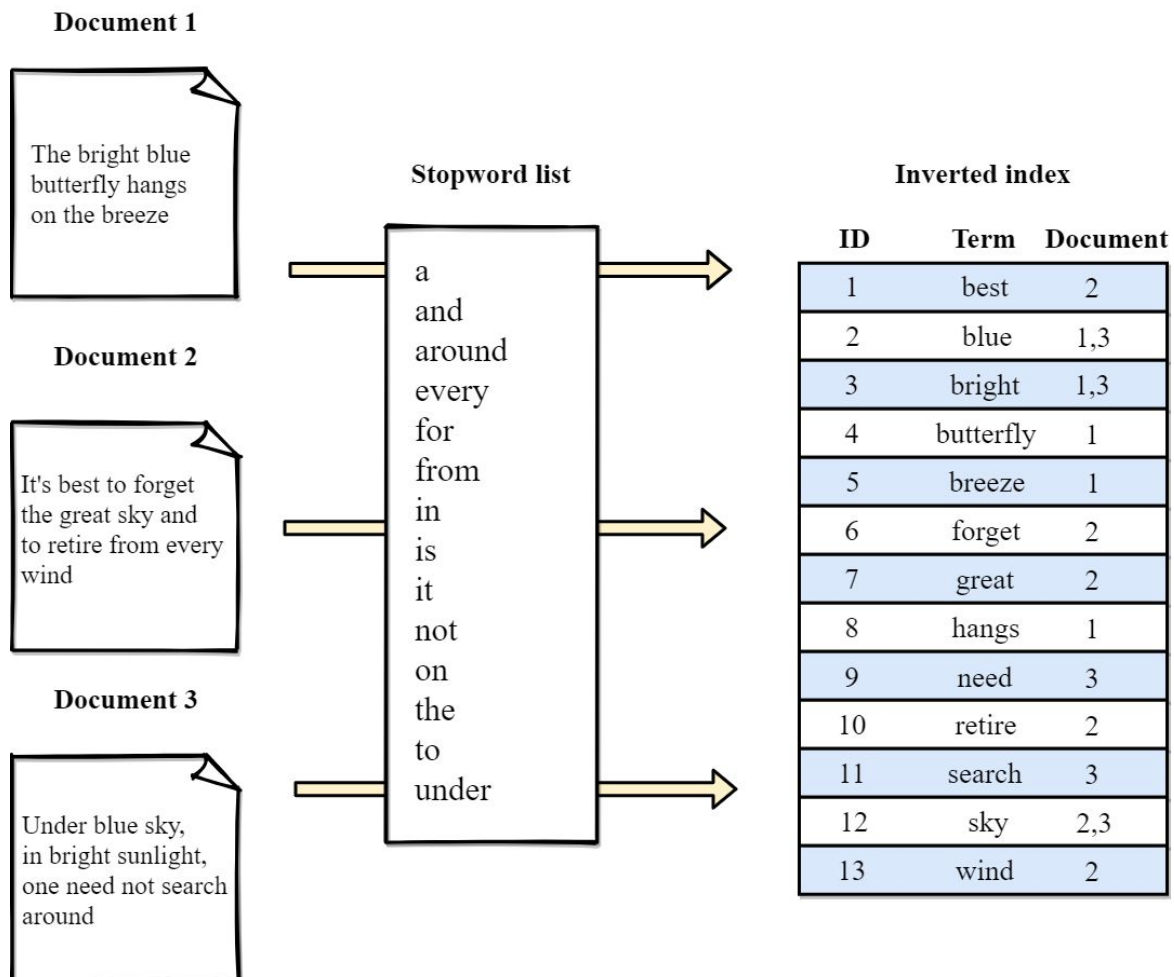 Document 1
The bright blue
butterfly hangs
on the breeze
Document 2
It's best to forget
the great sky and
to retire from every
wind
Document 3
Under blue sky,
in bright sunlight,
one need not search
around
Stopword list
a
and
around
every
for
from
in
is
it
not
on
the
to
under
Inverted index
ID Term Document
1 best 2
2 blue 1,3
3 bright 1,3
4 butterfly 1
5 breeze 1
6 forget 2
7 great 2
8 hangs 1
9 need 3
10 retire 2
11 search 3
12 sky 2,3
13 wind 2